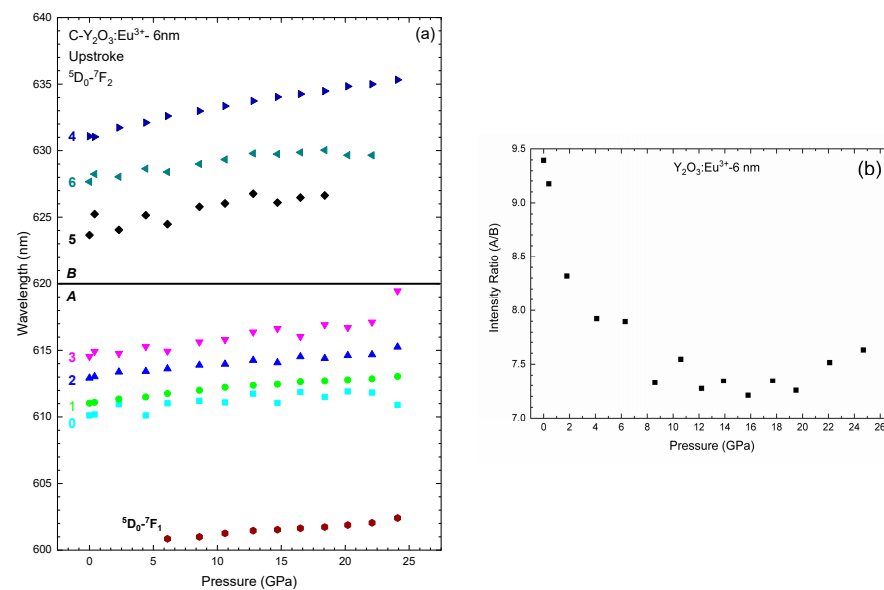 640
635
630
625
620
615
610
605
600
Wavelength (nm)
C-Y₂O₃:Eu³⁺- 6nm
Upstroke
⁵D₀-⁷F₂
(a)
4
6
5
B
A
3
2
1
0
⁵D₀-⁷F₁
0 5 10 15 20 25
Pressure (GPa)
9.5
9.0
8.5
8.0
7.5
7.0
Intensity Ratio (A/B)
Y₂O₃:Eu³⁺-6 nm
(b)
0 2 4 6 8 10 12 14 16 18 20 22 24 26
Pressure (GPa)